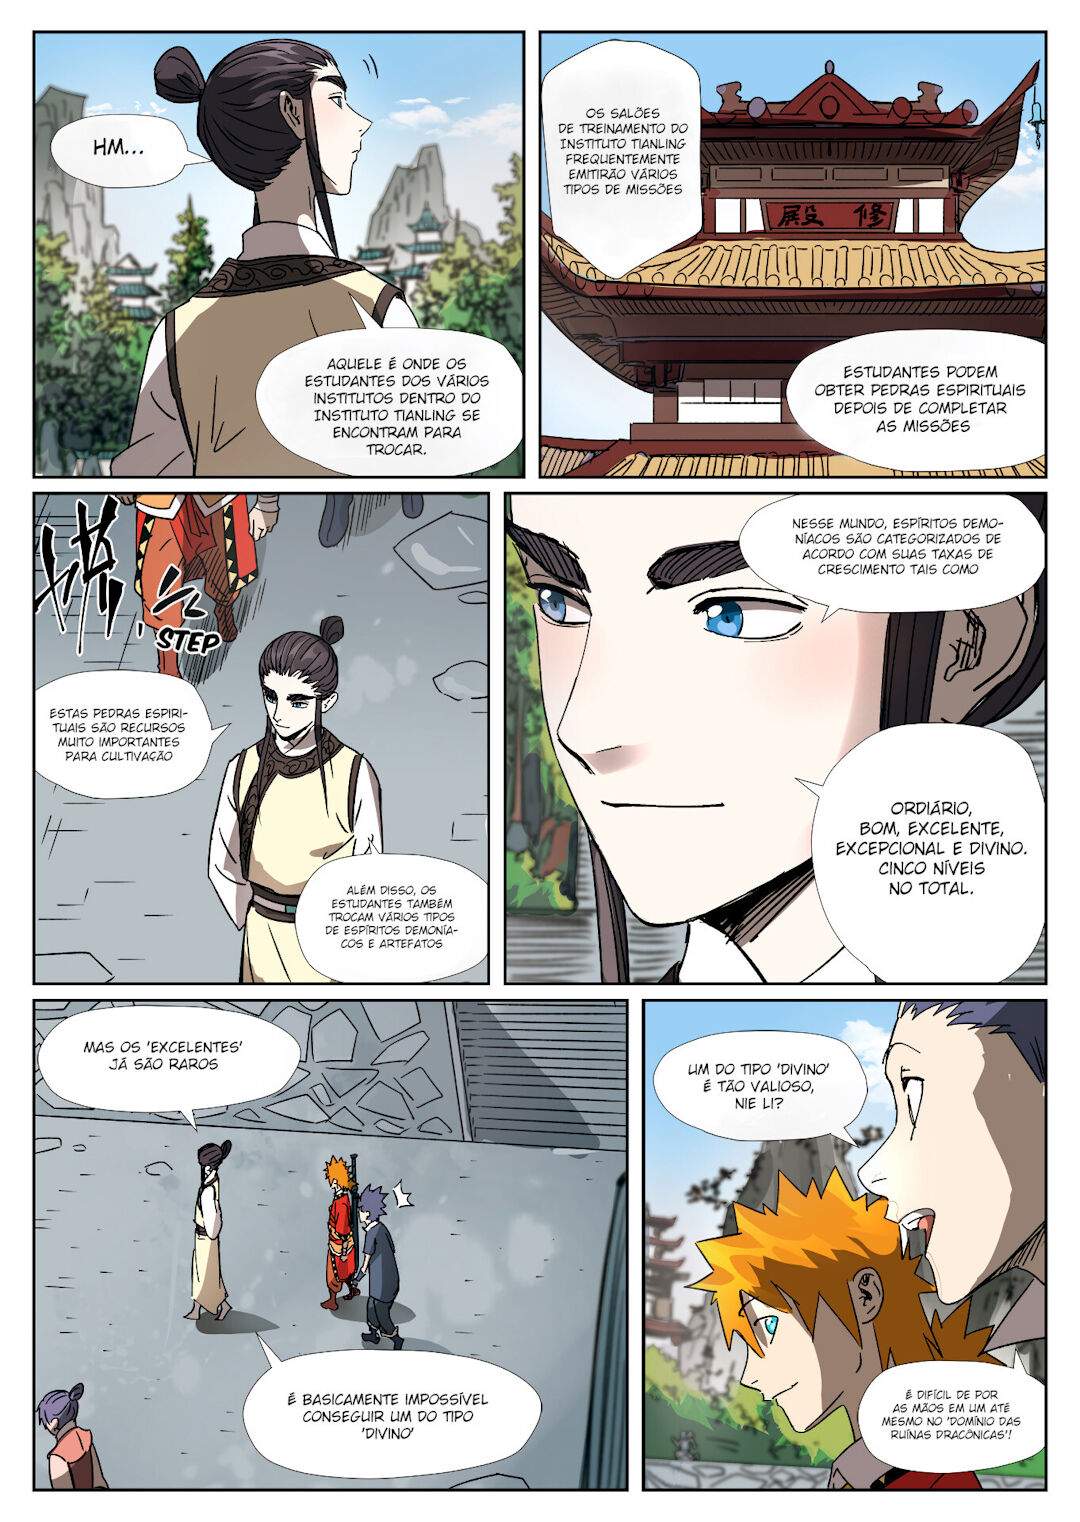 HM...
AQUELE É ONDE OS
ESTUDANTES DOS VÁRIOS
INSTITUTOS DENTRO DO
INSTITUTO TIANLING SE
ENCONTRAM PARA
TROCAR.
OS SALÕES
DE TREINAMENTO DO
INSTITUTO TIANLING
FREQUENTEMENTE
EMITIRÃO VÁRIOS
TIPOS DE MISSÕES
殿 修
ESTUDANTES PODEM
OBTER PEDRAS ESPIRITUAIS
DEPOIS DE COMPLETAR
AS MISSÕES
STEP
ESTAS PEDRAS ESPIRI-
TUAIS SÃO RECURSOS
MUITO IMPORTANTES
PARA CULTIVAÇÃO
ALÉM DISSO, OS
ESTUDANTES TAMBÉM
TROCAM VÁRIOS TIPOS
DE ESPÍRITOS DEMONÍA-
COS E ARTEFATOS
NESSE MUNDO, ESPÍRITOS DEMO-
NÍACOS SÃO CATEGORIZADOS DE
ACORDO COM SUAS TAXAS DE
CRESCIMENTO TAIS COMO
ORDIÁRIO,
BOM, EXCELENTE,
EXCEPCIONAL E DIVINO.
CINCO NÍVEIS
NO TOTAL.
MAS OS 'EXCELENTES'
JÁ SÃO RAROS
É BASICAMENTE IMPOSSÍVEL
CONSEGUIR UM DO TIPO
'DIVINO'
UM DO TIPO 'DIVINO'
É TÃO VALIOSO,
NIE LI?
É DIFÍCIL DE POR
AS MÃOS EM UM ATÉ
MESMO NO 'DOMÍNIO DAS
RUÍNAS DRACÔNICAS'!